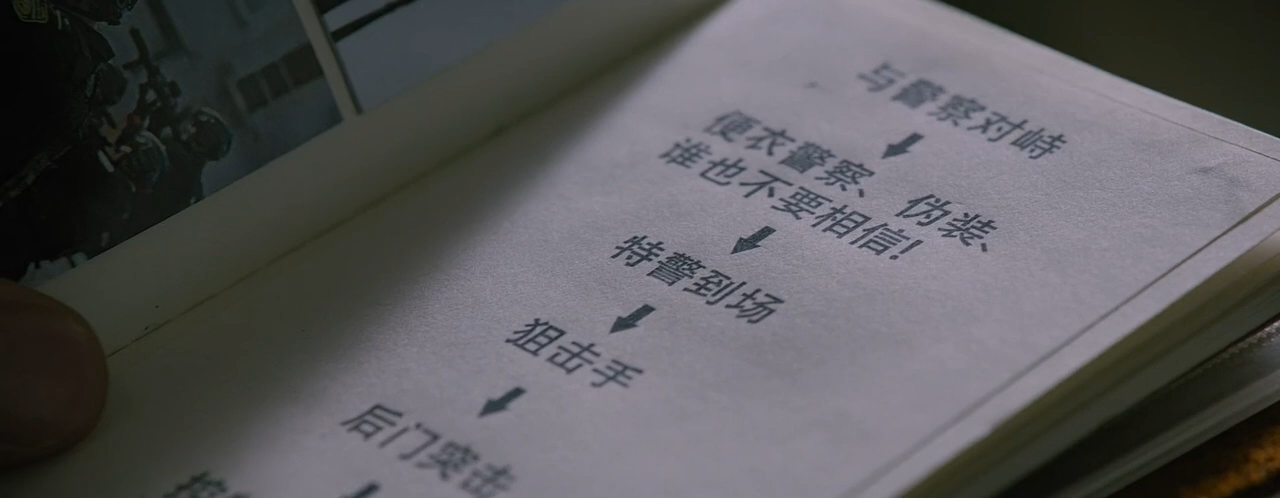 与警察对峙
便衣警察、伪装、
谁也不要相信!
特警到场
狙击手
后门突击